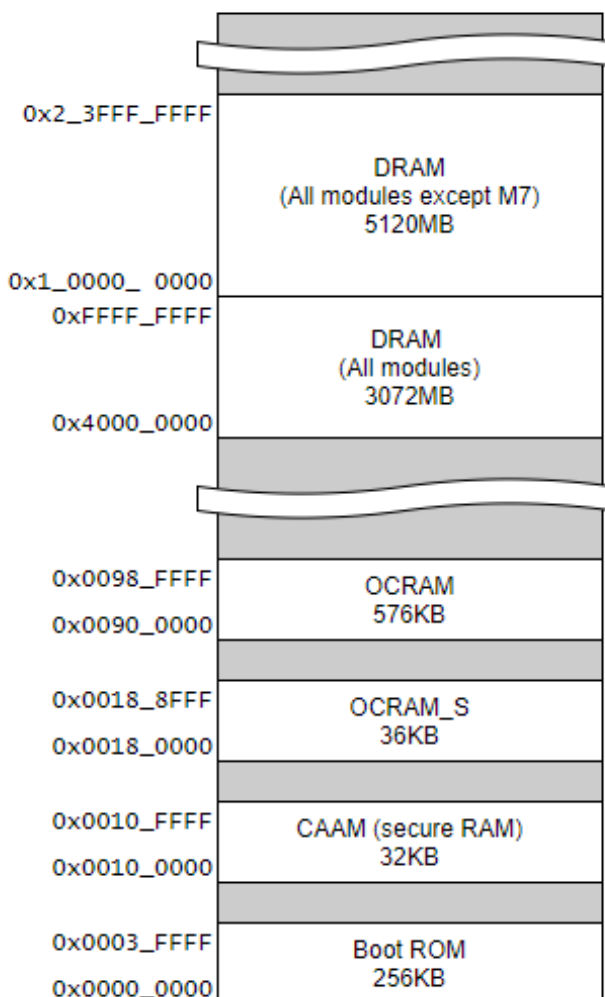 0x2_3FFF_FFFF
DRAM
(All modules except M7)
5120MB
0x1_0000_ 0000
0xFFFF_FFFF
DRAM
(All modules)
3072MB
0x4000_0000
0x0098_FFFF
OCRAM
576KB
0x0090_0000
0x0018_8FFF
OCRAM_S
36KB
0x0018_0000
0x0010_FFFF
CAAM (secure RAM)
32KB
0x0010_0000
0x0003_FFFF
Boot ROM
256KB
0x0000_0000